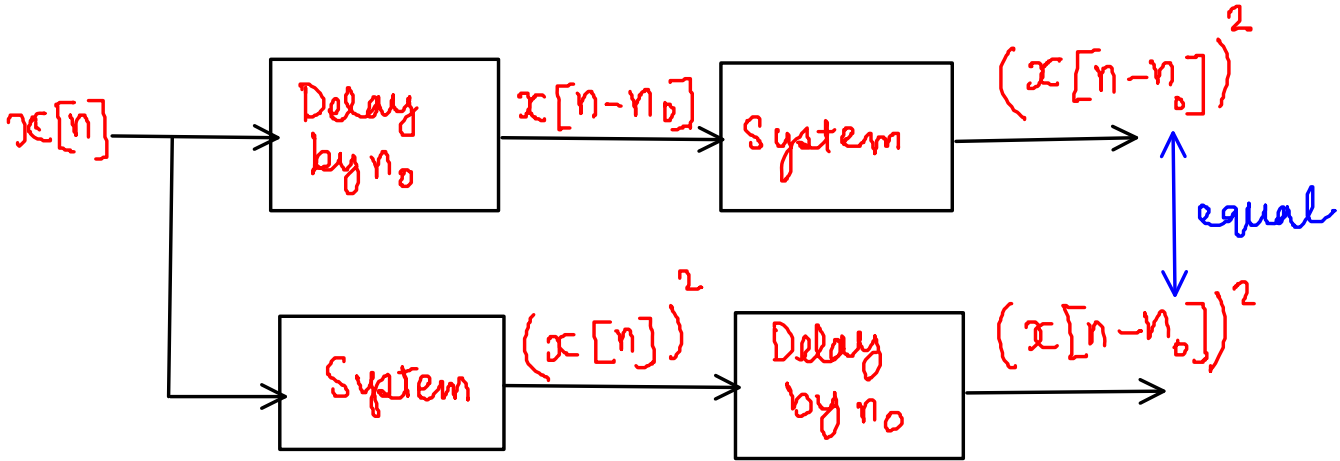 x[n]
Delay
by n₀
x[n-n₀]
System
(x[n-n₀])²
equal
System
(x[n])²
Delay
by n₀
(x[n-n₀])²